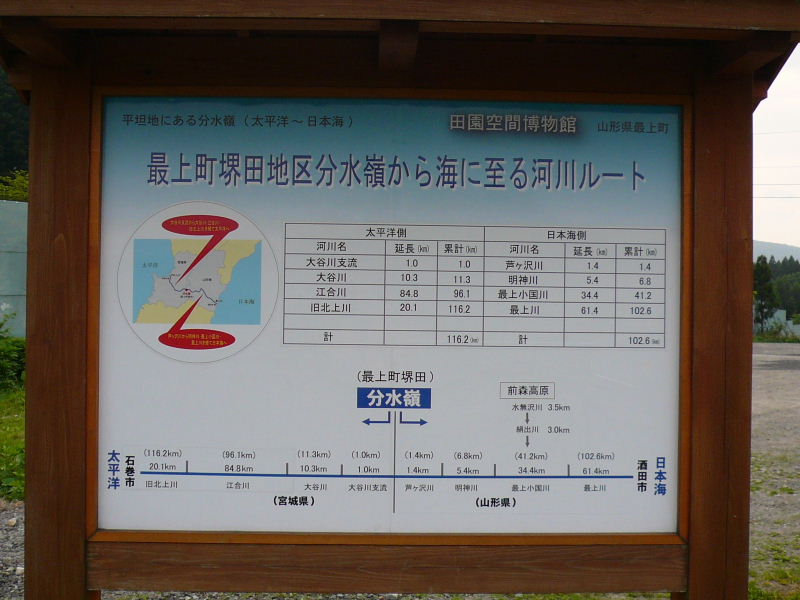 平坦地にある分水嶺 ( 太平洋 ～ 日本海 )
田園空間博物館
山形県最上町
最上町堺田地区分水嶺から海に至る河川ルート
太平洋
日本海
太平洋側 日本海側
河川名 延長 (km) 累計 (km) 河川名 延長 (km) 累計 (km)
大谷川支流 1.0 1.0 芦ヶ沢川 1.4 1.4
大谷川 10.3 11.3 明神川 5.4 6.8
江合川 84.8 96.1 最上小国川 34.4 41.2
旧北上川 20.1 116.2 最上川 61.4 102.6
計 116.2 (km) 計 102.6 (km)
(最上町堺田)
分水嶺
前森高原
水無沢川 3.5km
絹出川 3.0km
太平洋
石巻市
(116.2km) (96.1km) (11.3km) (1.0km) (1.4km) (6.8km) (41.2km) (102.6km)
20.1km 84.8km 10.3km 1.0km 1.4km 5.4km 34.4km 61.4km
旧北上川 江合川 大谷川 大谷川支流 芦ヶ沢川 明神川 最上小国川 最上川
(宮城県) (山形県)
酒田市
日本海